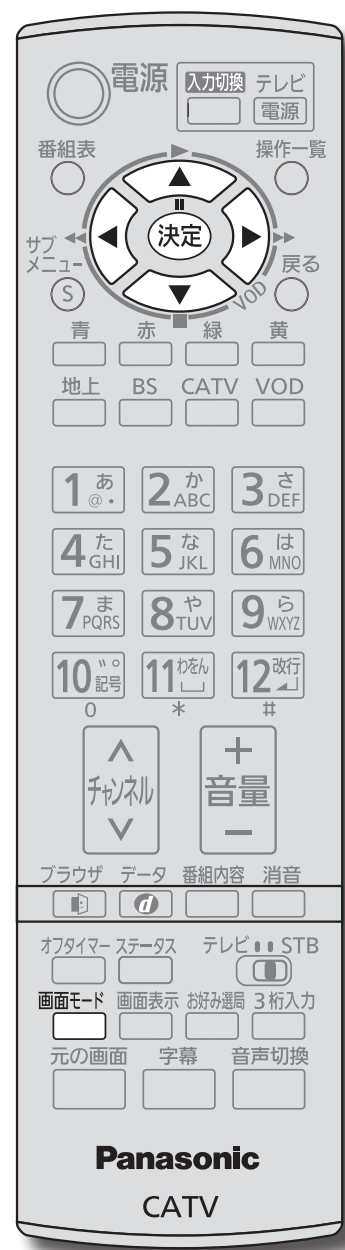 電源 入力切換 テレビ
電源
番組表 操作一覧
決定
サブ
メニュー 戻る
S VOD
青 赤 緑 黄
地上 BS CATV VOD
1 あ @. 2 か ABC 3 さ DEF
4 た GHI 5 な JKL 6 は MNO
7 ま PQRS 8 や TUV 9 ら WXYZ
10 ゛゜ 記号 11 わをん 12 改行
0 * #
チャンネル + 音量 −
ブラウザ データ 番組内容 消音
d
オフタイマー ステータス テレビ STB
画面モード 画面表示 お好み選局 3桁入力
元の画面 字幕 音声切換
Panasonic
CATV